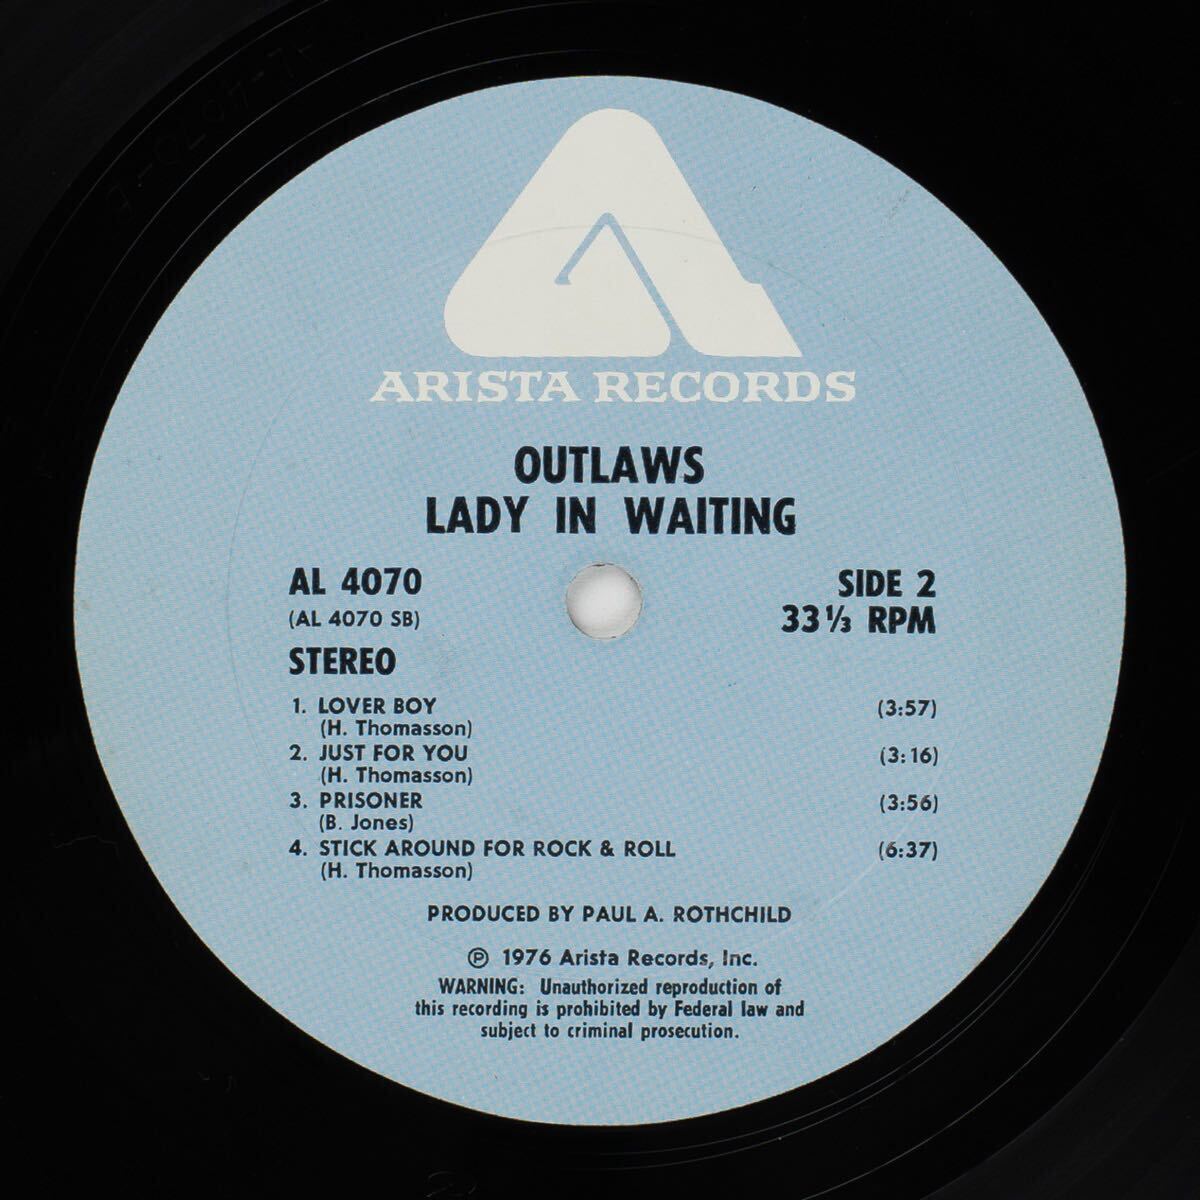 ARISTA RECORDS
OUTLAWS
LADY IN WAITING
AL 4070
(AL 4070 SB)
STEREO
SIDE 2
33 1/3 RPM
1. LOVER BOY (3:57)
(H. Thomasson)
2. JUST FOR YOU (3:16)
(H. Thomasson)
3. PRISONER (3:56)
(B. Jones)
4. STICK AROUND FOR ROCK & ROLL (6:37)
(H. Thomasson)
PRODUCED BY PAUL A. ROTHCHILD
℗ 1976 Arista Records, Inc.
WARNING: Unauthorized reproduction of
this recording is prohibited by Federal law and
subject to criminal prosecution.